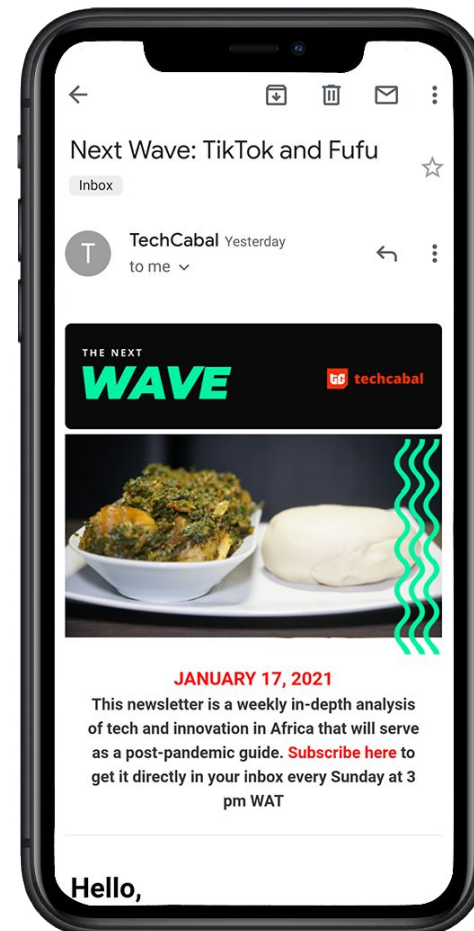 Next Wave: TikTok and Fufu
Inbox
T
TechCabal Yesterday
to me
THE NEXT
WAVE
TC techcabal
JANUARY 17, 2021
This newsletter is a weekly in-depth analysis
of tech and innovation in Africa that will serve
as a post-pandemic guide. Subscribe here to
get it directly in your inbox every Sunday at 3
pm WAT
Hello,